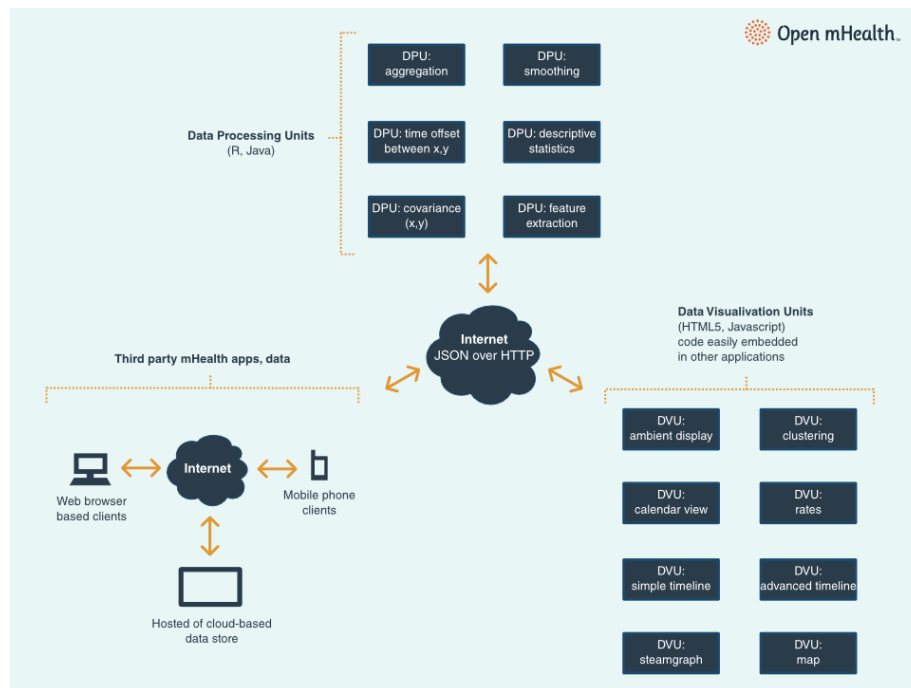 Open mHealth™
DPU:
aggregation
DPU:
smoothing
Data Processing Units
(R, Java)
DPU: time offset
between x,y
DPU: descriptive
statistics
DPU: covariance
(x,y)
DPU: feature
extraction
Internet
JSON over HTTP
Data Visualivation Units
(HTML5, Javascript)
code easily embedded
in other applications
Third party mHealth apps, data
Internet
Web browser
based clients
Mobile phone
clients
Hosted of cloud-based
data store
DVU:
ambient display
DVU:
clustering
DVU:
calendar view
DVU:
rates
DVU:
simple timeline
DVU:
advanced timeline
DVU:
steamgraph
DVU:
map